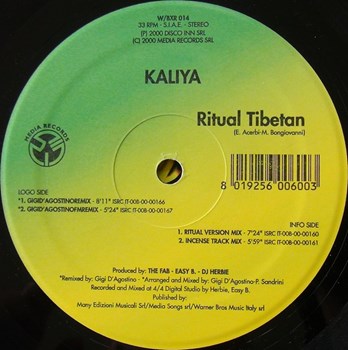 W/BXR 014
33 RPM - S.I.A.E. - STEREO
(P) 2000 DISCO INN SRL
(C) 2000 MEDIA RECORDS SRL
KALIYA
Ritual Tibetan
(E. Acerbi-M. Bongiovanni)
MEDIA RECORDS
8 019256 006003
LOGO SIDE
*1. GIGID'AGOSTINOREMIX - 8'11" ISRC IT-008-00-00166
*2. GIGID'AGOSTINOFMREMIX - 5'24" ISRC IT-008-00-00167
INFO SIDE
1. RITUAL VERSION MIX - 7'24" ISRC IT-008-00-00160
2. INCENSE TRACK MIX - 5'59" ISRC IT-008-00-00161
Produced by: THE FAB - EASY B. - DJ HERBIE
*Remixed by: Gigi D'Agostino - *Arranged and Mixed by: Gigi D'Agostino-P. Sandrini
Recorded and Mixed at 4/4 Digital Studio by Herbie, Easy B.
Published by:
Many Edizioni Musicali Srl/Media Songs srl/Warner Bros Music Italy srl